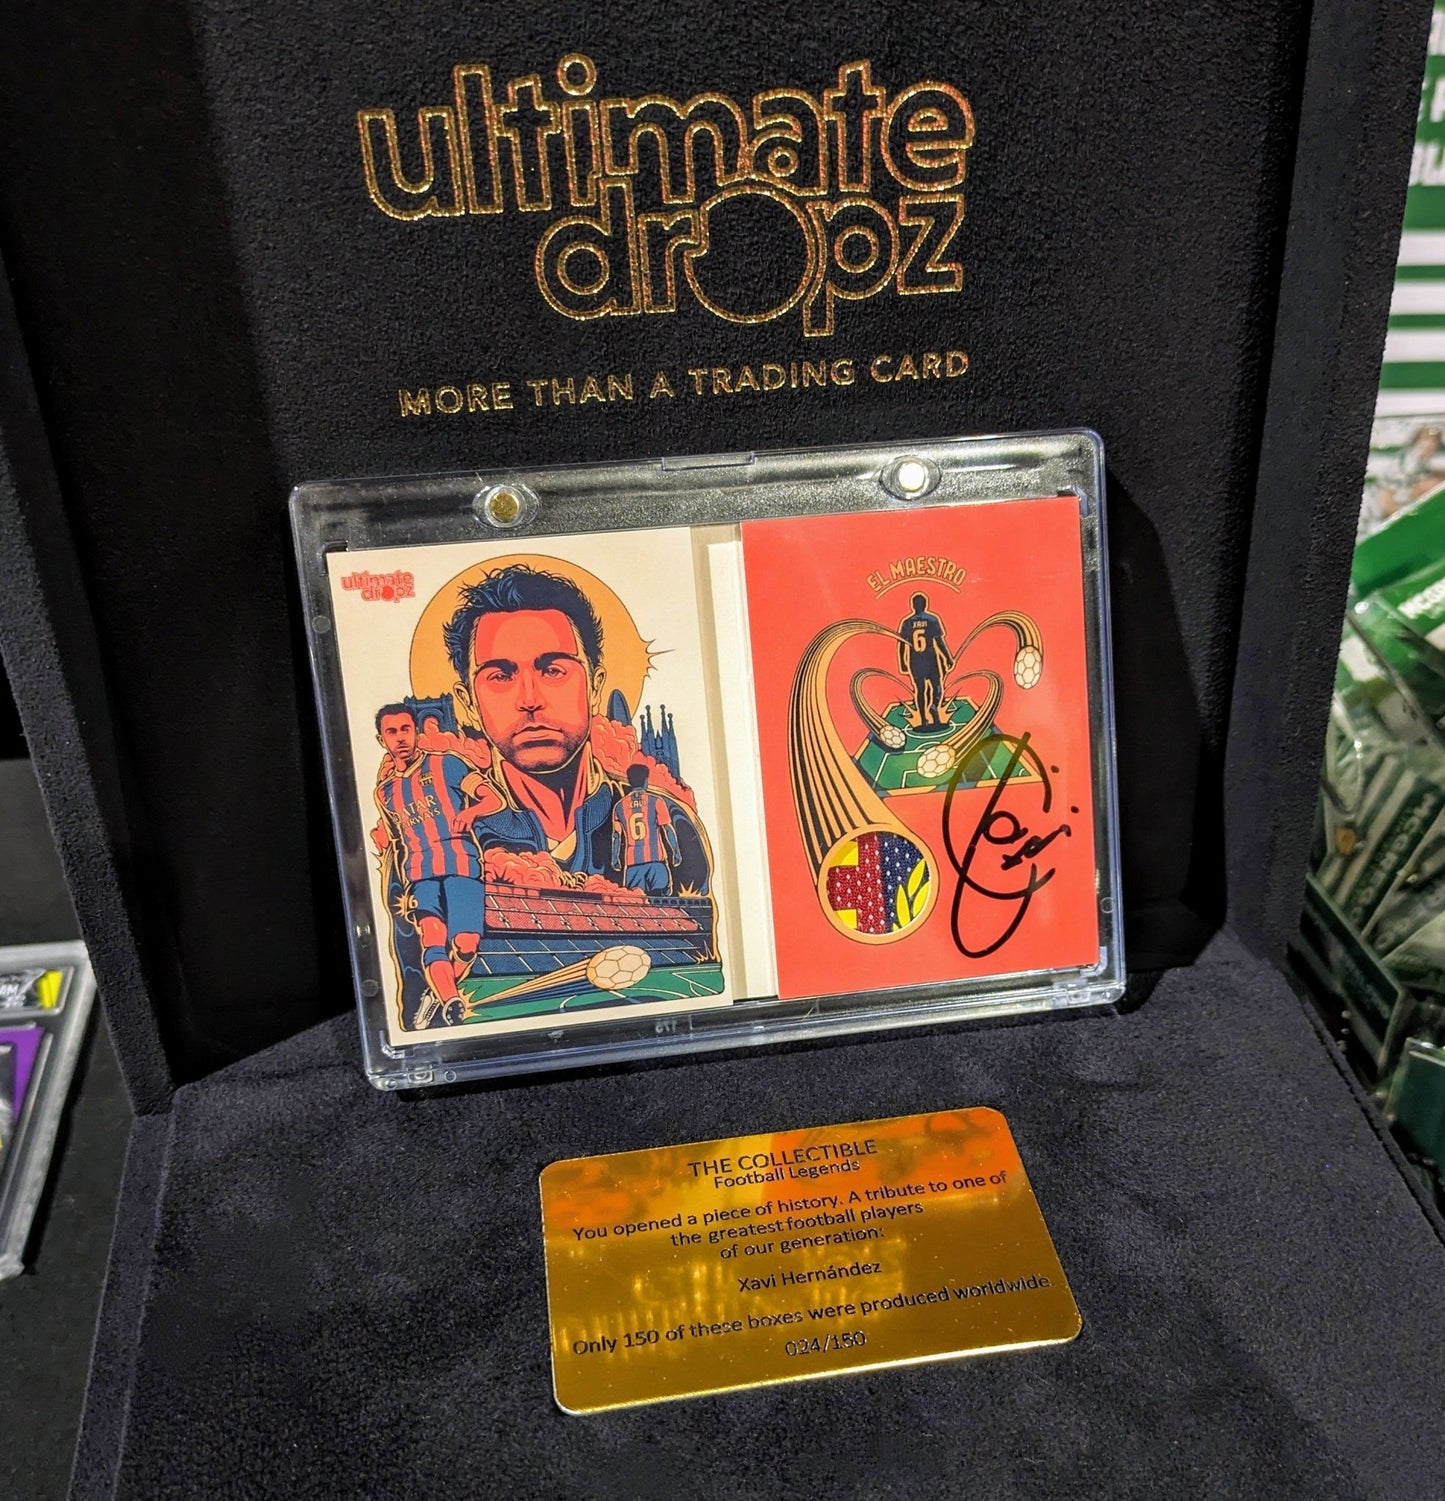 ultimate
dropz
MORE THAN A TRADING CARD
ultimate
dropz
QATAR
AIRWAYS
XAVI
6
6
EL MAESTRO
XAVI
6
THE COLLECTIBLE
Football Legends
You opened a piece of history. A tribute to one of
the greatest football players
of our generation:
Xavi Hernández
Only 150 of these boxes were produced worldwide.
024/150